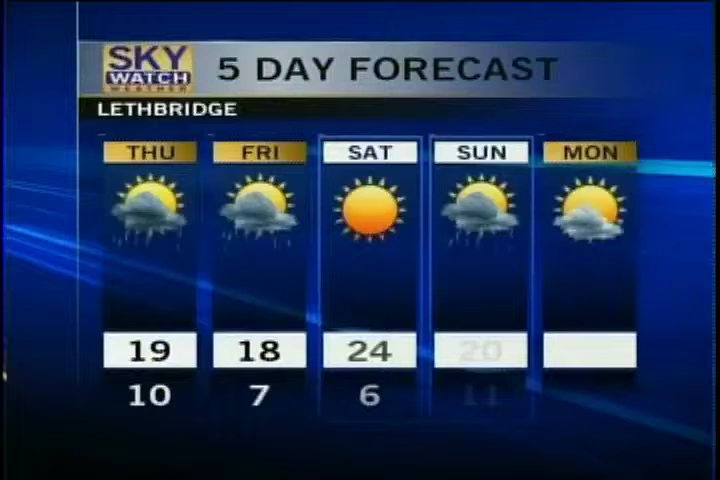 SKY
WATCH
WEATHER
5 DAY FORECAST
LETHBRIDGE
THU FRI SAT SUN MON
19 18 24 20
10 7 6 11